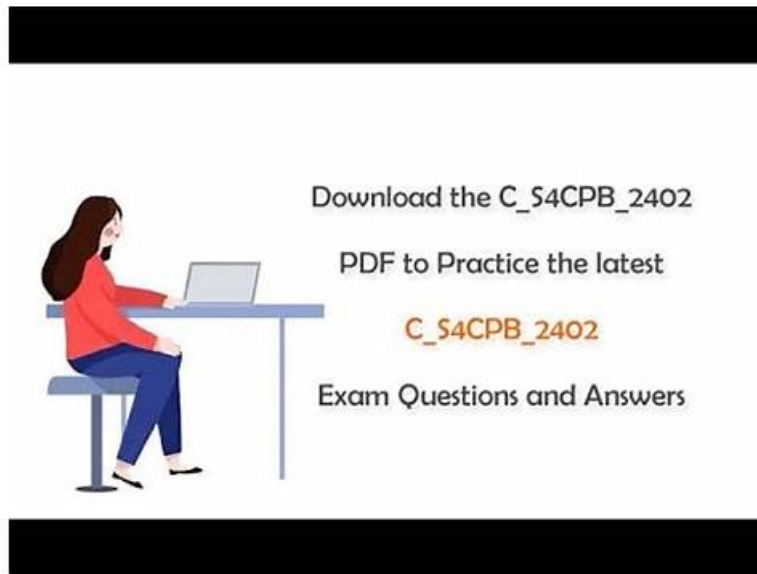 Download the C_S4CPB_2402
PDF to Practice the latest
C_S4CPB_2402
Exam Questions and Answers